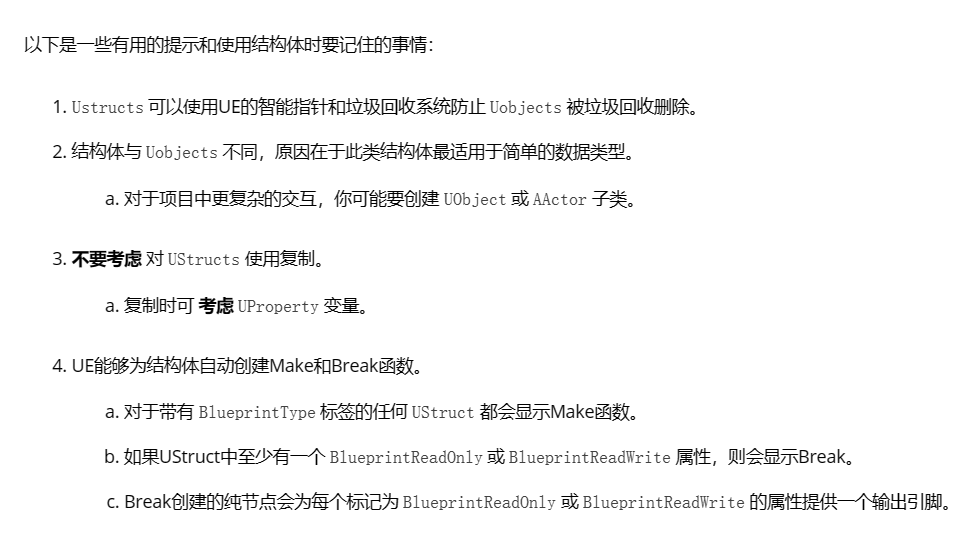 以下是一些有用的提示和使用结构体时要记住的事情：
1. Ustructs 可以使用UE的智能指针和垃圾回收系统防止 Uobjects 被垃圾回收删除。
2. 结构体与 Uobjects 不同，原因在于此类结构体最适用于简单的数据类型。
a. 对于项目中更复杂的交互，你可能要创建 UObject 或 AActor 子类。
3. 不要考虑 对 UStructs 使用复制。
a. 复制时可 考虑 UProperty 变量。
4. UE能够为结构体自动创建Make和Break函数。
a. 对于带有 BlueprintType 标签的任何 UStruct 都会显示Make函数。
b. 如果UStruct中至少有一个 BlueprintReadOnly 或 BlueprintReadWrite 属性，则会显示Break。
c. Break创建的纯节点会为每个标记为 BlueprintReadOnly 或 BlueprintReadWrite 的属性提供一个输出引脚。